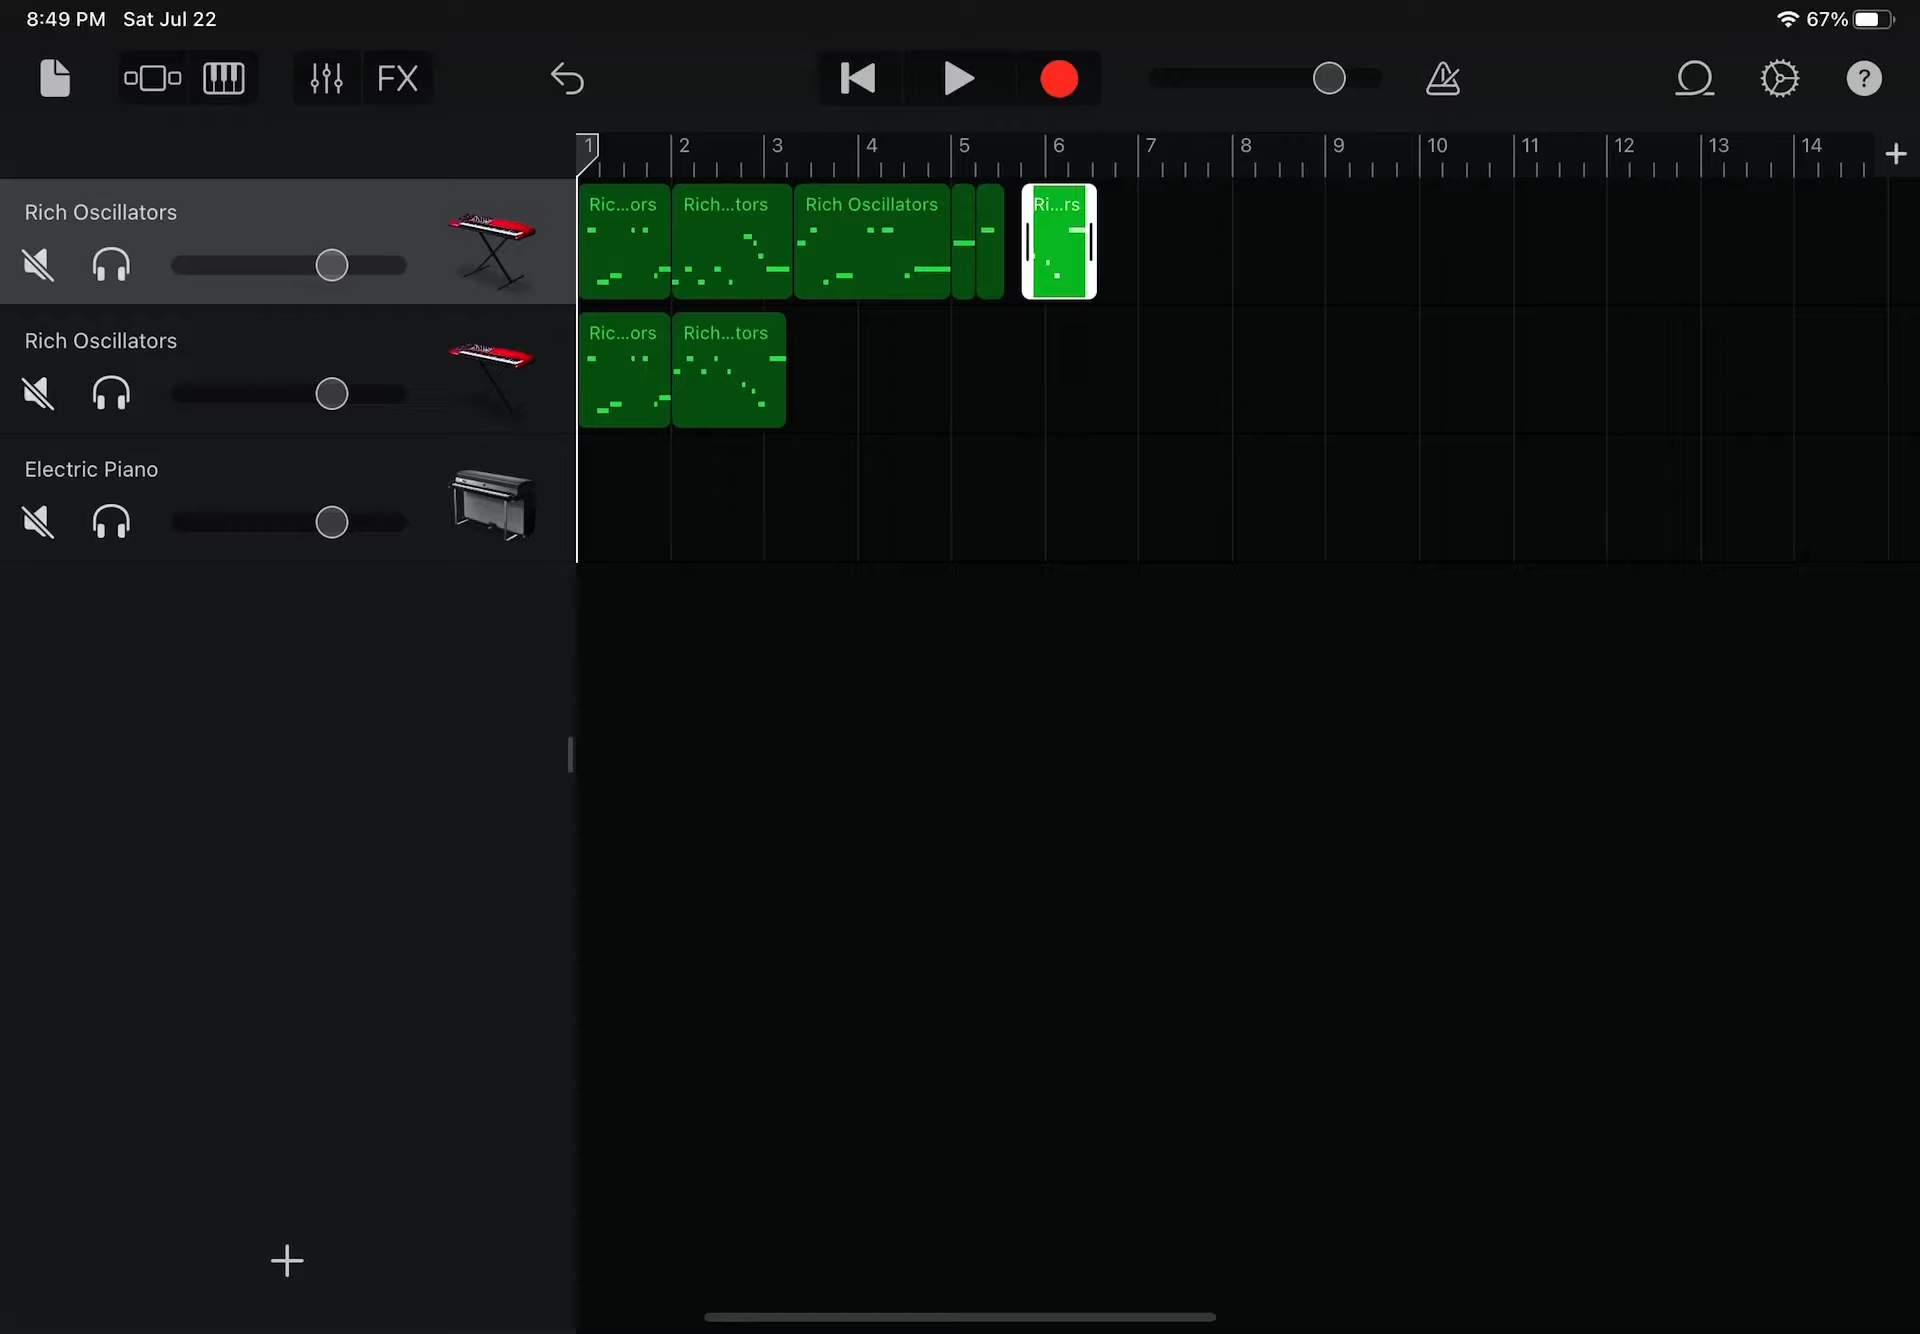 8:49 PM Sat Jul 22
67%
FX
?
1 2 3 4 5 6 7 8 9 10 11 12 13 14
Rich Oscillators
Ric...ors Rich...tors Rich Oscillators Ri...rs
Rich Oscillators
Ric...ors Rich...tors
Electric Piano